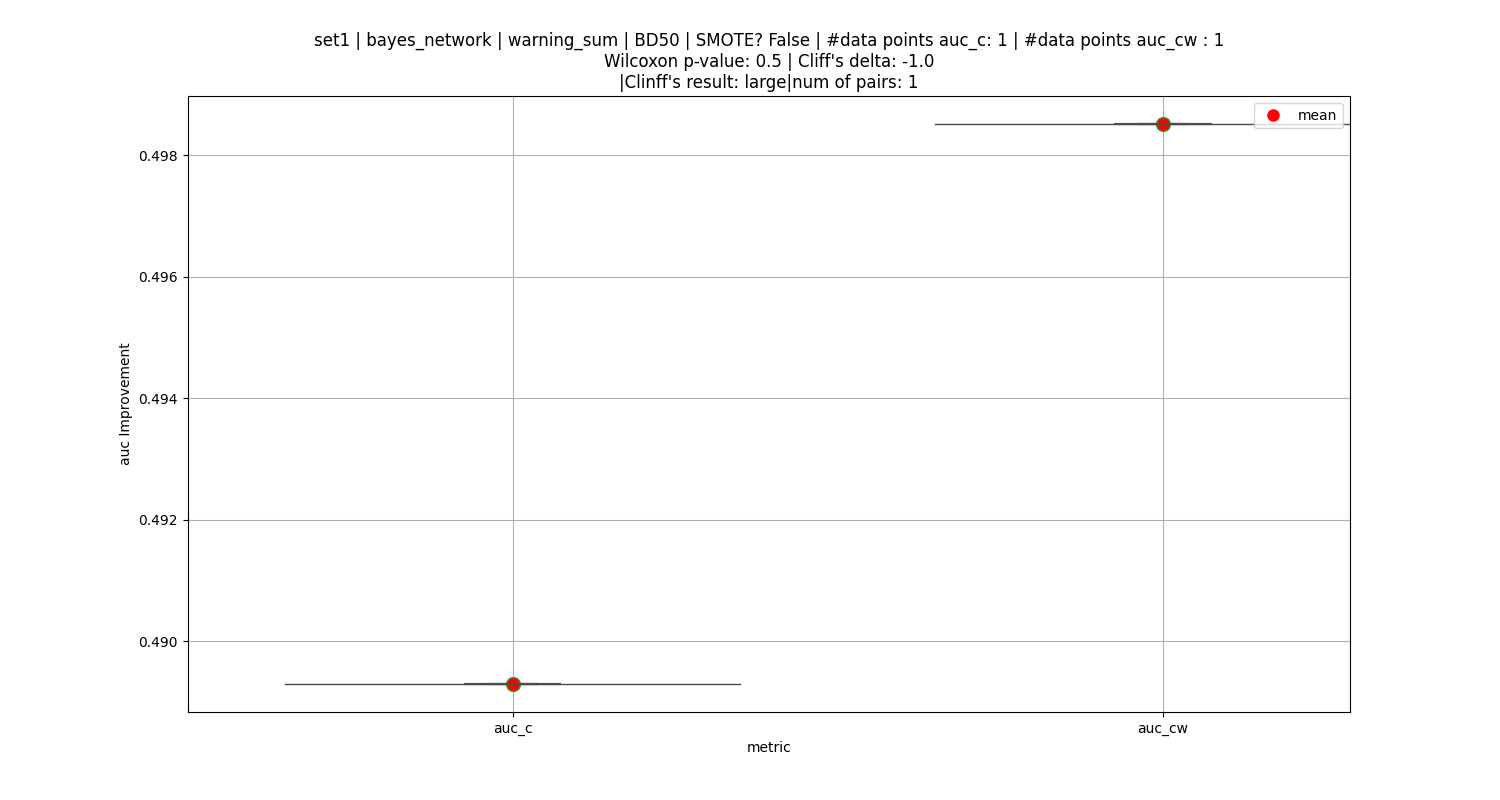 set1 | bayes_network | warning_sum | BD50 | SMOTE? False | #data points auc_c: 1 | #data points auc_cw : 1
Wilcoxon p-value: 0.5 | Cliff's delta: -1.0
|Clinff's result: large|num of pairs: 1
mean
0.498
0.496
0.494
0.492
0.490
auc Improvement
auc_c
auc_cw
metric